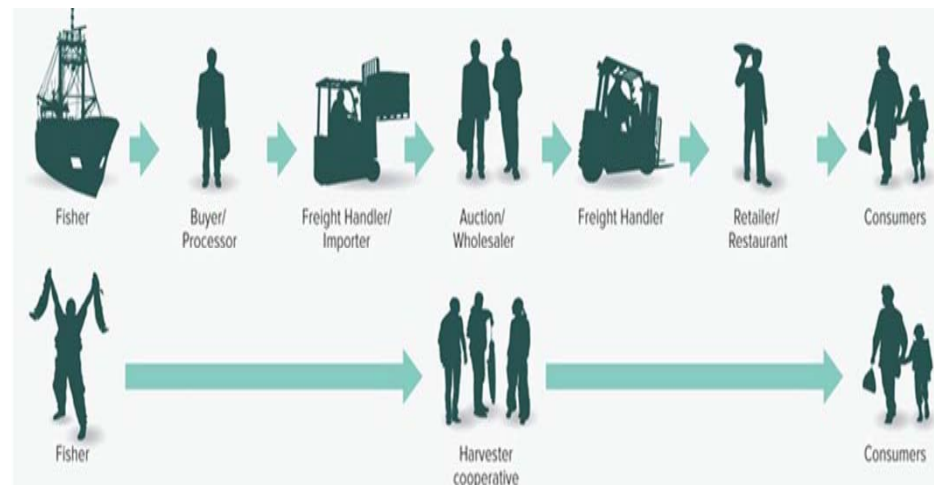 Fisher
Buyer/
Processor
Freight Handler/
Importer
Auction/
Wholesaler
Freight Handler
Retailer/
Restaurant
Consumers
Fisher
Harvester
cooperative
Consumers